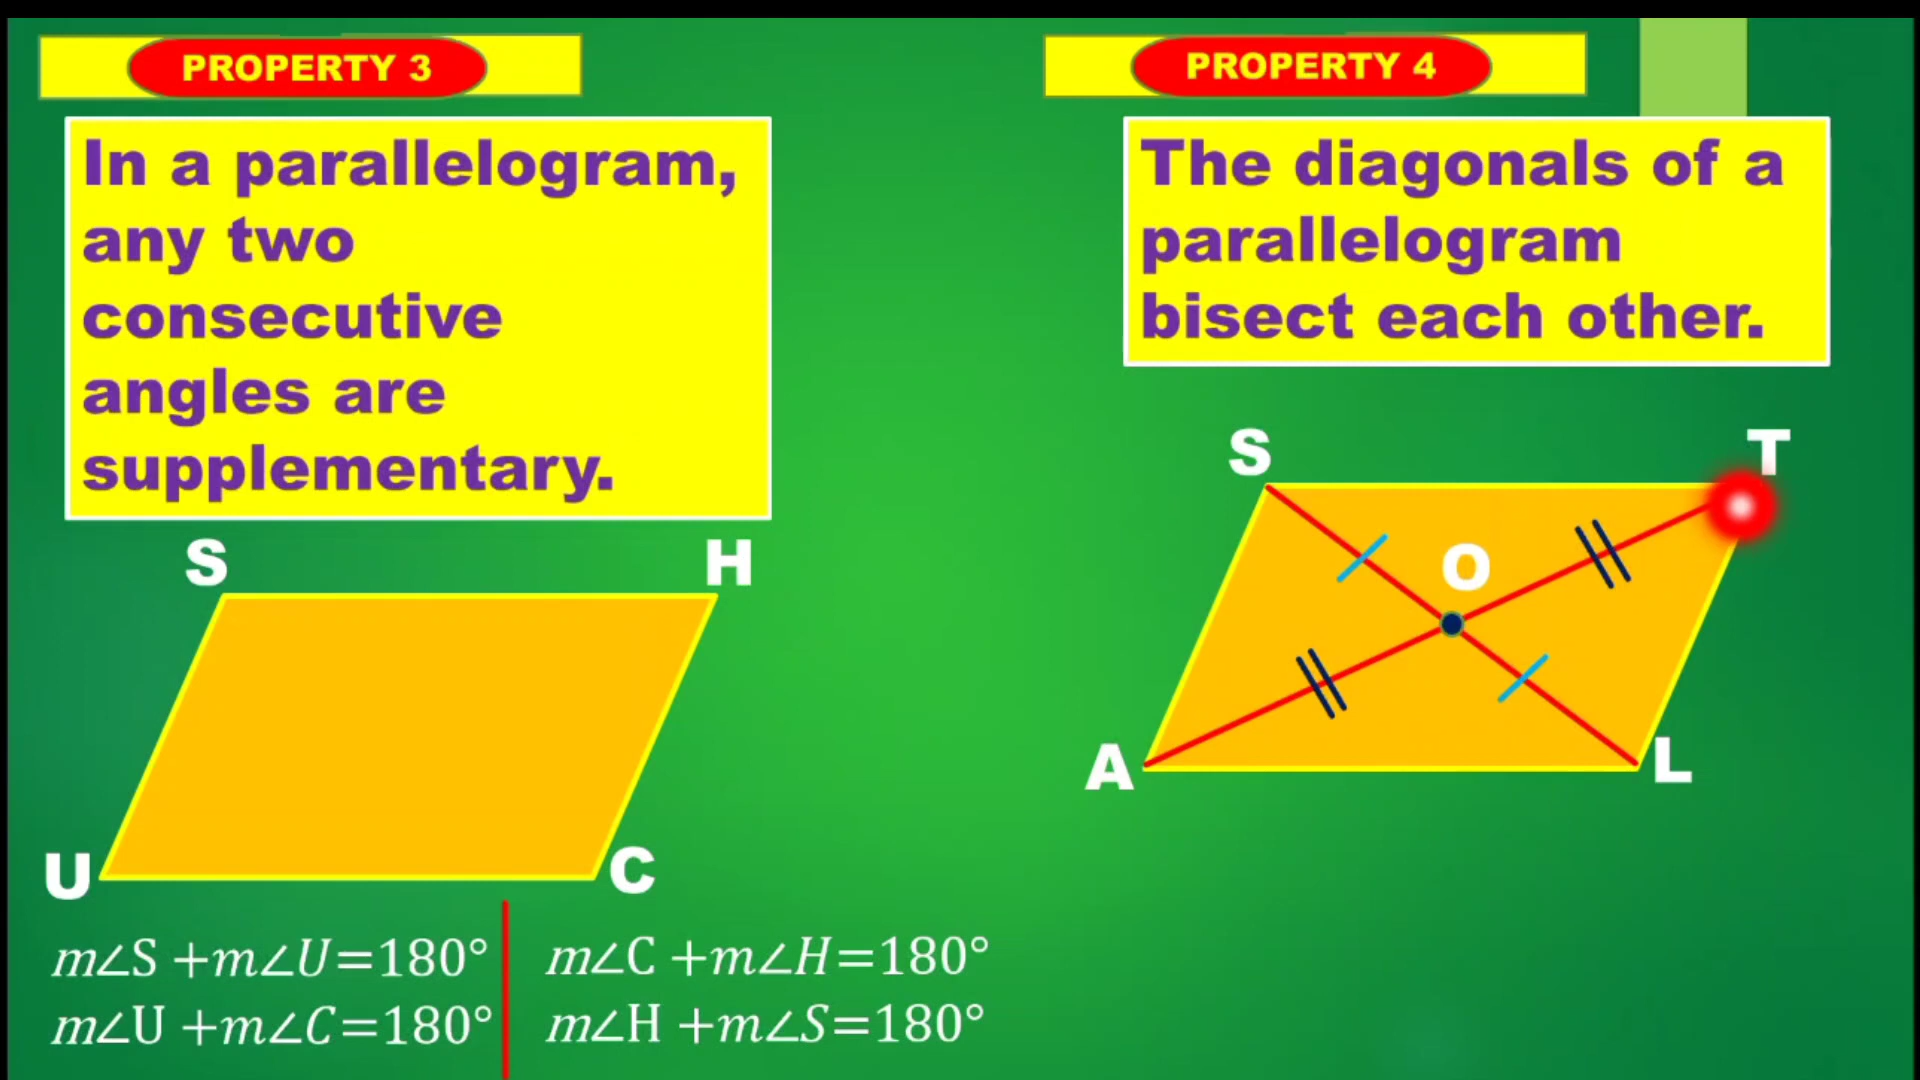 PROPERTY 3
In a parallelogram,
any two
consecutive
angles are
supplementary.
S H
U C
m∠S +m∠U=180°
m∠U +m∠C=180°
m∠C +m∠H=180°
m∠H +m∠S=180°
PROPERTY 4
The diagonals of a
parallelogram
bisect each other.
S T
O
A L